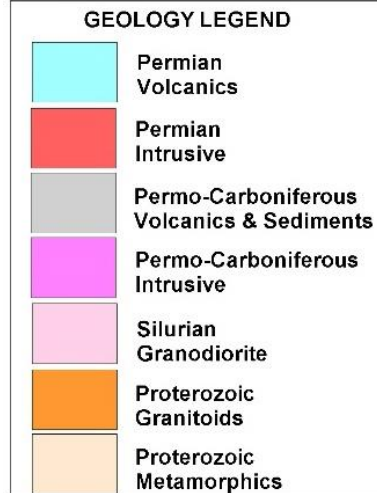 GEOLOGY LEGEND
Permian
Volcanics
Permian
Intrusive
Permo-Carboniferous
Volcanics & Sediments
Permo-Carboniferous
Intrusive
Silurian
Granodiorite
Proterozoic
Granitoids
Proterozoic
Metamorphics